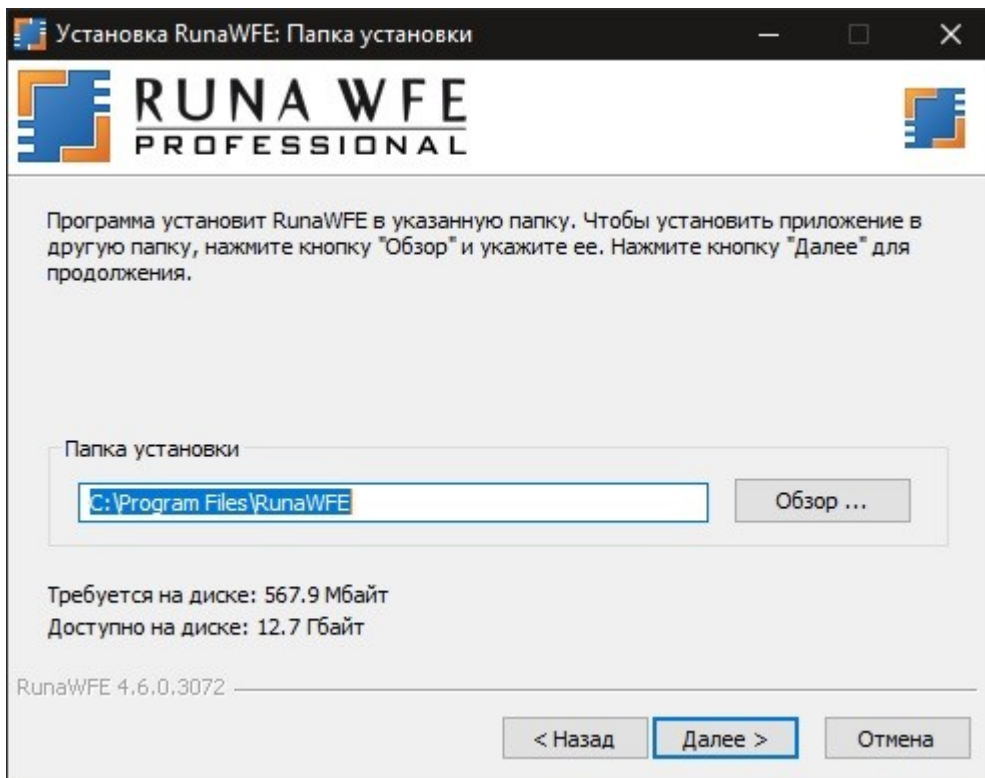 Установка RunaWFE: Папка установки
RUNA WFE
PROFESSIONAL
Программа установит RunaWFE в указанную папку. Чтобы установить приложение в
другую папку, нажмите кнопку "Обзор" и укажите ее. Нажмите кнопку "Далее" для
продолжения.
Папка установки
C:\Program Files\RunaWFE
Обзор ...
Требуется на диске: 567.9 Мбайт
Доступно на диске: 12.7 Гбайт
RunaWFE 4.6.0.3072
< Назад
Далее >
Отмена